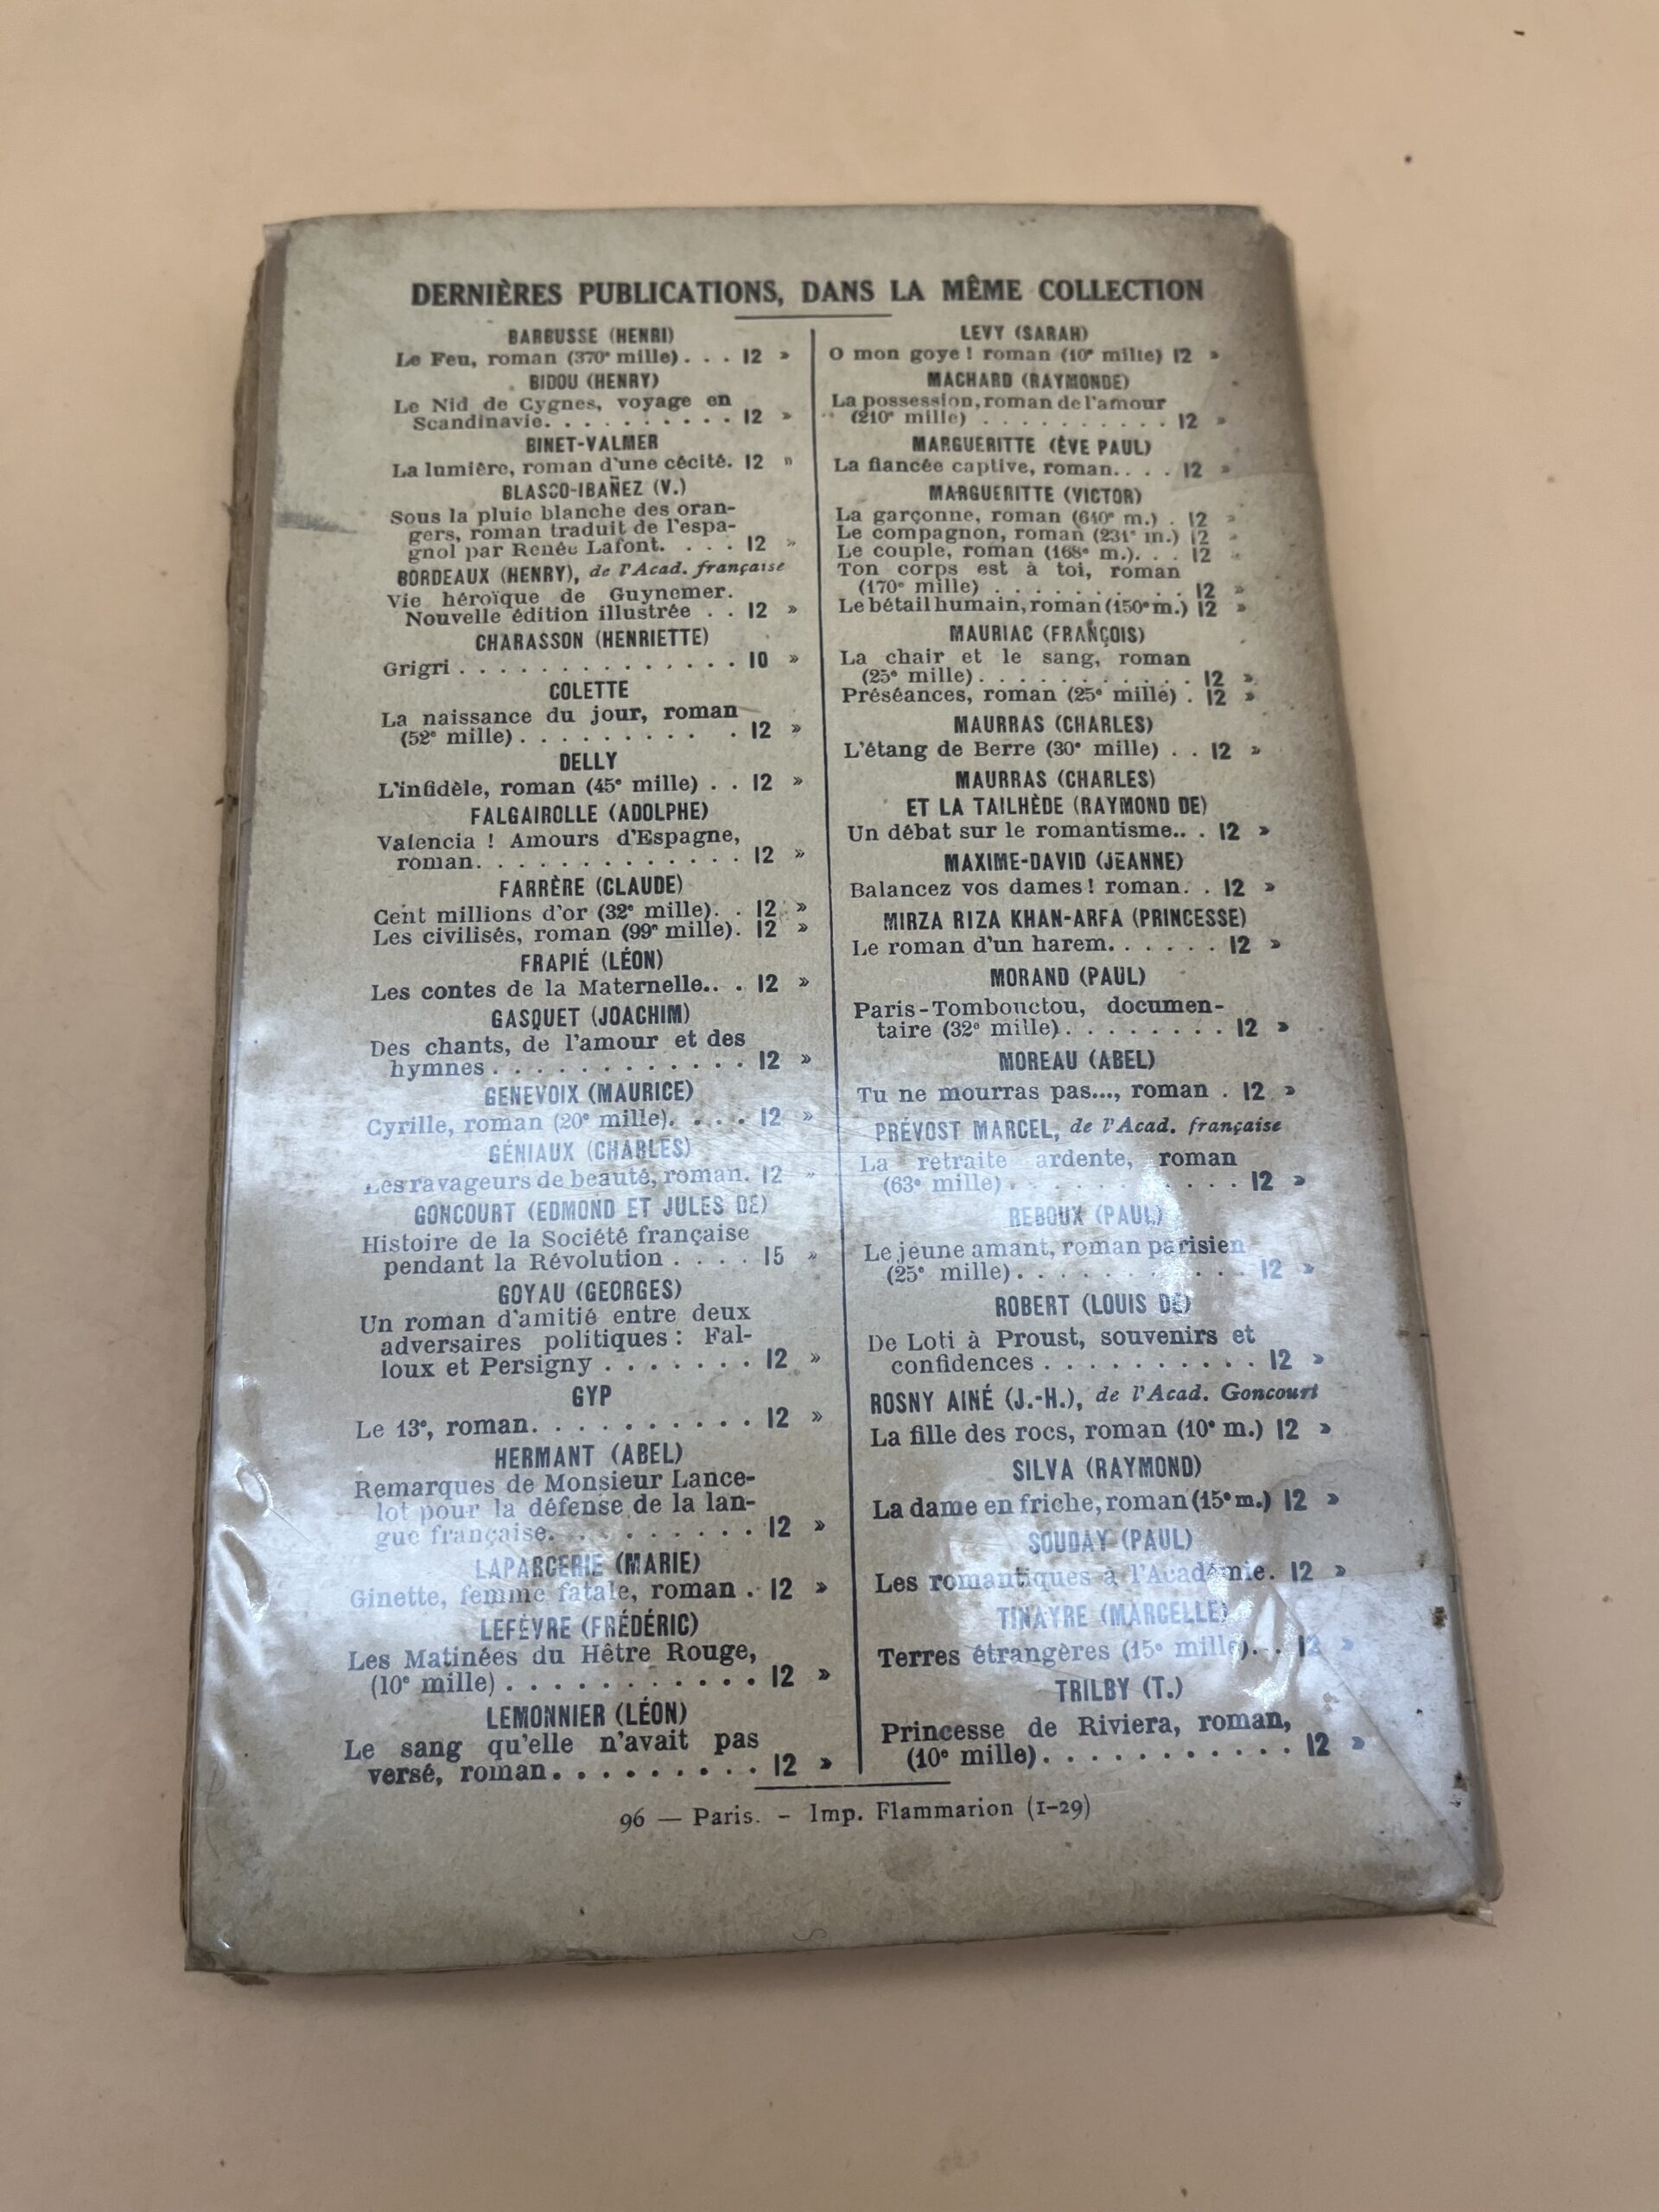 DERNIÈRES PUBLICATIONS, DANS LA MÊME COLLECTION
BARBUSSE (HENRI)
Le Feu, roman (370e mille). . . 12 »
BIDOU (HENRY)
Le Nid de Cygnes, voyage en
Scandinavie. . . . . . . . . . 12 »
BINET-VALMER
La lumière, roman d'une cécité. 12 »
BLASCO-IBAÑEZ (V.)
Sous la pluie blanche des oran-
gers, roman traduit de l'espa-
gnol par Renée Lafont. . . . 12 »
BORDEAUX (HENRY), de l'Acad. française
Vie héroïque de Guynemer.
Nouvelle édition illustrée . . 12 »
CHARASSON (HENRIETTE)
Grigri . . . . . . . . . . . . . . 10 »
COLETTE
La naissance du jour, roman
(52e mille) . . . . . . . . . . 12 »
DELLY
L'infidèle, roman (45e mille) . . 12 »
FALGAIROLLE (ADOLPHE)
Valencia ! Amours d'Espagne,
roman. . . . . . . . . . . . . 12 »
FARRÈRE (CLAUDE)
Cent millions d'or (32e mille). . 12 »
Les civilisés, roman (99e mille). 12 »
FRAPIÉ (LÉON)
Les contes de la Maternelle.. . 12 »
GASQUET (JOACHIM)
Des chants, de l'amour et des
hymnes . . . . . . . . . . . . 12 »
GENEVOIX (MAURICE)
Cyrille, roman (20e mille). . . . 12 »
GÉNIAUX (CHARLES)
Les ravageurs de beauté, roman. 12 »
GONCOURT (EDMOND ET JULES DE)
Histoire de la Société française
pendant la Révolution . . . . 15 »
GOYAU (GEORGES)
Un roman d'amitié entre deux
adversaires politiques : Fal-
loux et Persigny . . . . . . . 12 »
GYP
Le 13e, roman. . . . . . . . . . 12 »
HERMANT (ABEL)
Remarques de Monsieur Lance-
lot pour la défense de la lan-
gue française. . . . . . . . . . 12 »
LAPARCERIE (MARIE)
Ginette, femme fatale, roman . 12 »
LEFÈVRE (FRÉDÉRIC)
Les Matinées du Hêtre Rouge,
(10e mille) . . . . . . . . . . . 12 »
LEMONNIER (LÉON)
Le sang qu'elle n'avait pas
versé, roman. . . . . . . . . . 12 »
LEVY (SARAH)
O mon goye ! roman (10e mille) 12 »
MACHARD (RAYMONDE)
La possession, roman de l'amour
(210e mille) . . . . . . . . . . 12 »
MARGUERITTE (ÈVE PAUL)
La fiancée captive, roman. . . . 12 »
MARGUERITTE (VICTOR)
La garçonne, roman (640e m.) . 12 »
Le compagnon, roman (231e m.) 12 »
Le couple, roman (168e m.). . . 12 »
Ton corps est à toi, roman
(170e mille) . . . . . . . . . . 12 »
Le bétail humain, roman (150e m.) 12 »
MAURIAC (FRANÇOIS)
La chair et le sang, roman
(25e mille) . . . . . . . . . . . 12 »
Préséances, roman (25e mille) . 12 »
MAURRAS (CHARLES)
L'étang de Berre (30e mille) . . 12 »
MAURRAS (CHARLES)
ET LA TAILHÈDE (RAYMOND DE)
Un débat sur le romantisme.. . 12 »
MAXIME-DAVID (JEANNE)
Balancez vos dames ! roman. . 12 »
MIRZA RIZA KHAN-ARFA (PRINCESSE)
Le roman d'un harem. . . . . . 12 »
MORAND (PAUL)
Paris-Tombouctou, documen-
taire (32e mille) . . . . . . . . 12 »
MOREAU (ABEL)
Tu ne mourras pas..., roman . 12 »
PRÉVOST MARCEL, de l'Acad. française
La retraite ardente, roman
(63e mille) . . . . . . . . . . . 12 »
REBOUX (PAUL)
Le jeune amant, roman parisien
(25e mille) . . . . . . . . . . . 12 »
ROBERT (LOUIS DE)
De Loti à Proust, souvenirs et
confidences . . . . . . . . . . 12 »
ROSNY AINÉ (J.-H.), de l'Acad. Goncourt
La fille des rocs, roman (10e m.) 12 »
SILVA (RAYMOND)
La dame en friche, roman (15e m.) 12 »
SOUDAY (PAUL)
Les romantiques à l'Académie. 12 »
TINAYRE (MARCELLE)
Terres étrangères (15e mille). . 12 »
TRILBY (T.)
Princesse de Riviera, roman,
(10e mille) . . . . . . . . . . . 12 »
96 — Paris. - Imp. Flammarion (1-29)